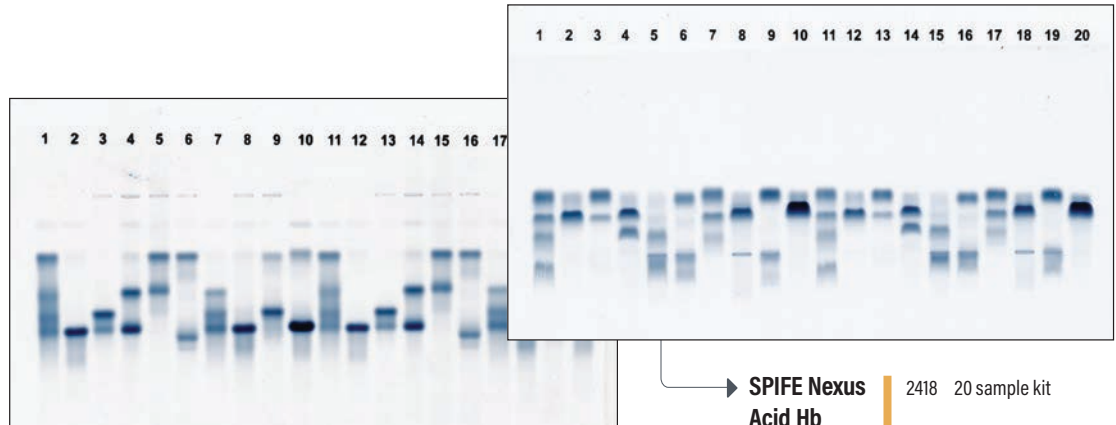 1 2 3 4 5 6 7 8 9 10 11 12 13 14 15 16 17 18 19 20
1 2 3 4 5 6 7 8 9 10 11 12 13 14 15 16 17
SPIFE Nexus
Acid Hb
2418 20 sample kit